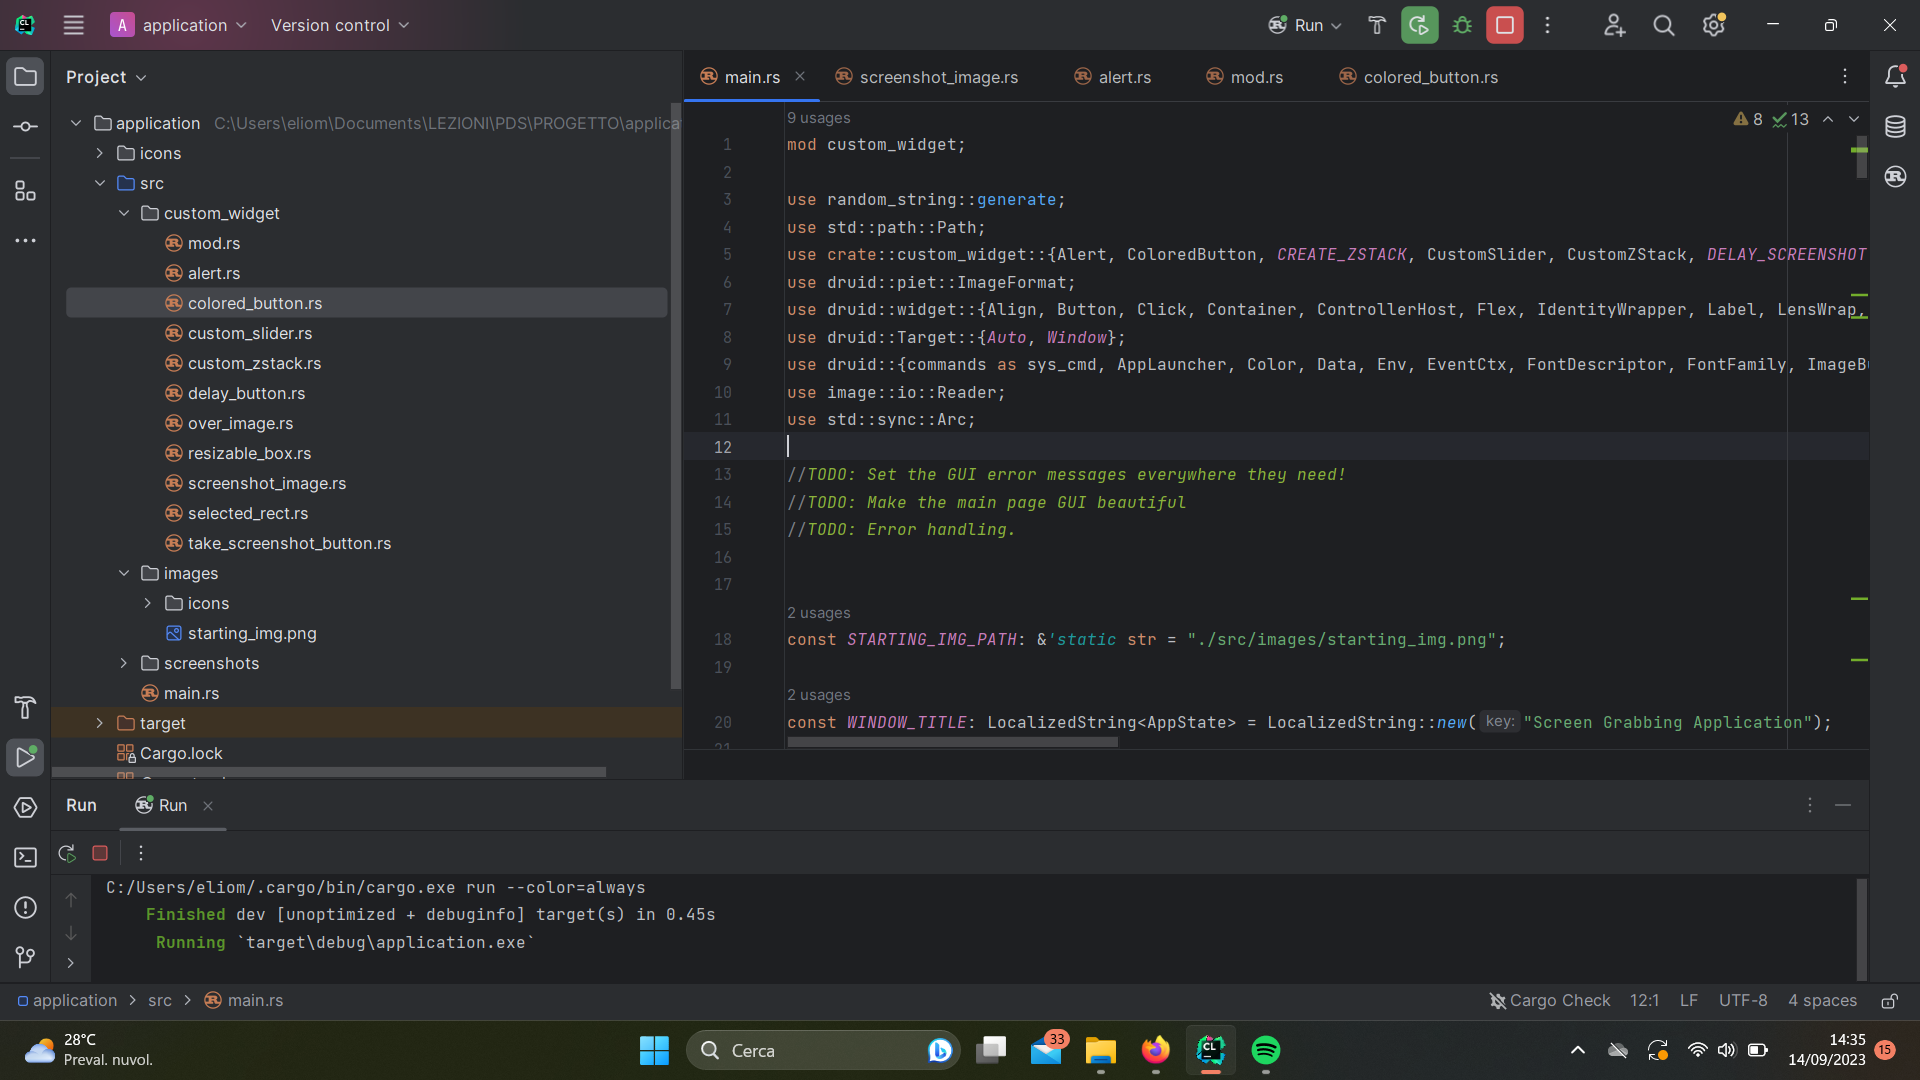 A application Version control Run
Project
application C:\Users\eliom\Documents\LEZIONI\PDS\PROGETTO\applica
icons
src
custom_widget
mod.rs
alert.rs
colored_button.rs
custom_slider.rs
custom_zstack.rs
delay_button.rs
over_image.rs
resizable_box.rs
screenshot_image.rs
selected_rect.rs
take_screenshot_button.rs
images
icons
starting_img.png
screenshots
main.rs
target
Cargo.lock
main.rs screenshot_image.rs alert.rs mod.rs colored_button.rs
9 usages
8 13
1 mod custom_widget;
2
3 use random_string::generate;
4 use std::path::Path;
5 use crate::custom_widget::{Alert, ColoredButton, CREATE_ZSTACK, CustomSlider, CustomZStack, DELAY_SCREENSHOT
6 use druid::piet::ImageFormat;
7 use druid::widget::{Align, Button, Click, Container, ControllerHost, Flex, IdentityWrapper, Label, LensWrap,
8 use druid::Target::{Auto, Window};
9 use druid::{commands as sys_cmd, AppLauncher, Color, Data, Env, EventCtx, FontDescriptor, FontFamily, ImageBu
10 use image::io::Reader;
11 use std::sync::Arc;
12
13 //TODO: Set the GUI error messages everywhere they need!
14 //TODO: Make the main page GUI beautiful
15 //TODO: Error handling.
16
17
2 usages
18 const STARTING_IMG_PATH: &'static str = "./src/images/starting_img.png";
19
2 usages
20 const WINDOW_TITLE: LocalizedString<AppState> = LocalizedString::new( key: "Screen Grabbing Application");
21
Run Run
C:/Users/eliom/.cargo/bin/cargo.exe run --color=always
Finished dev [unoptimized + debuginfo] target(s) in 0.45s
Running `target\debug\application.exe`
application src main.rs
Cargo Check 12:1 LF UTF-8 4 spaces
28°C
Preval. nuvol.
Cerca
33
CL
14:35
14/09/2023
15